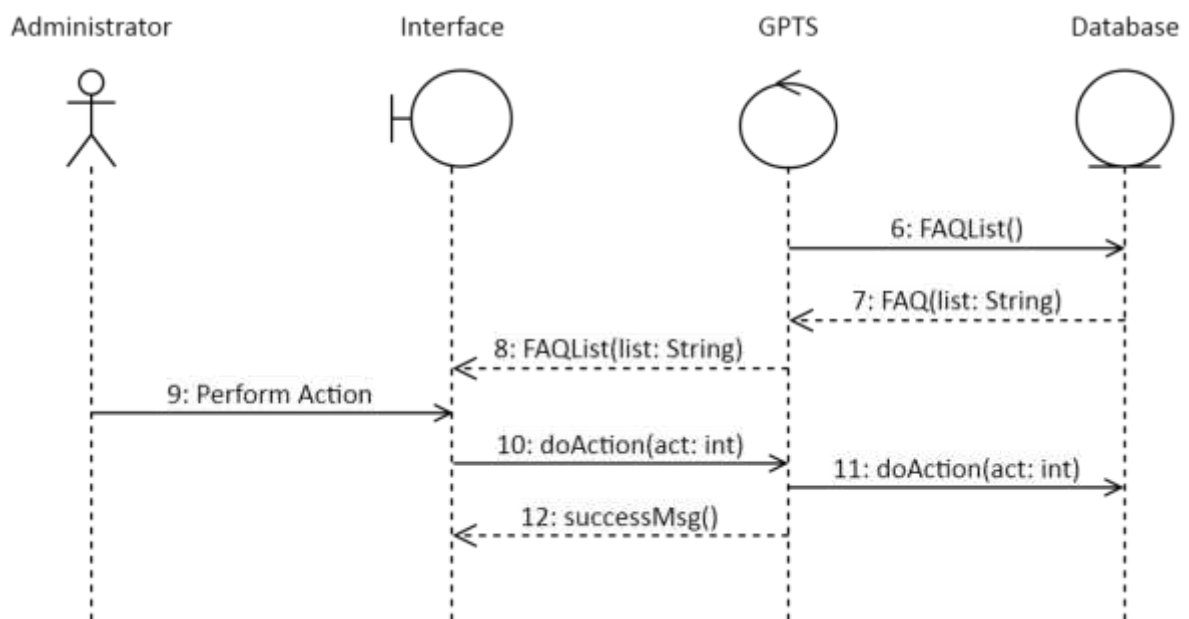 Administrator
Interface
GPTS
Database
6: FAQList()
7: FAQ(list: String)
8: FAQList(list: String)
9: Perform Action
10: doAction(act: int)
11: doAction(act: int)
12: successMsg()